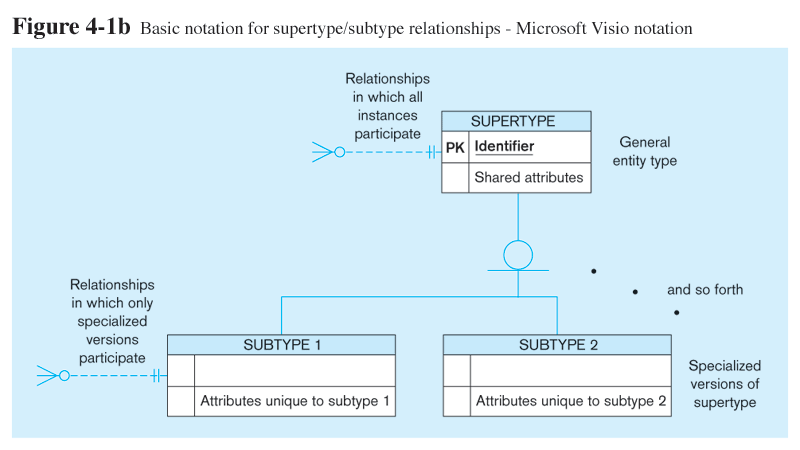 Figure 4-1b Basic notation for supertype/subtype relationships - Microsoft Visio notation
Relationships
in which all
instances
participate
SUPERTYPE
PK Identifier
Shared attributes
General
entity type
and so forth
Relationships
in which only
specialized
versions
participate
SUBTYPE 1
Attributes unique to subtype 1
SUBTYPE 2
Attributes unique to subtype 2
Specialized
versions of
supertype